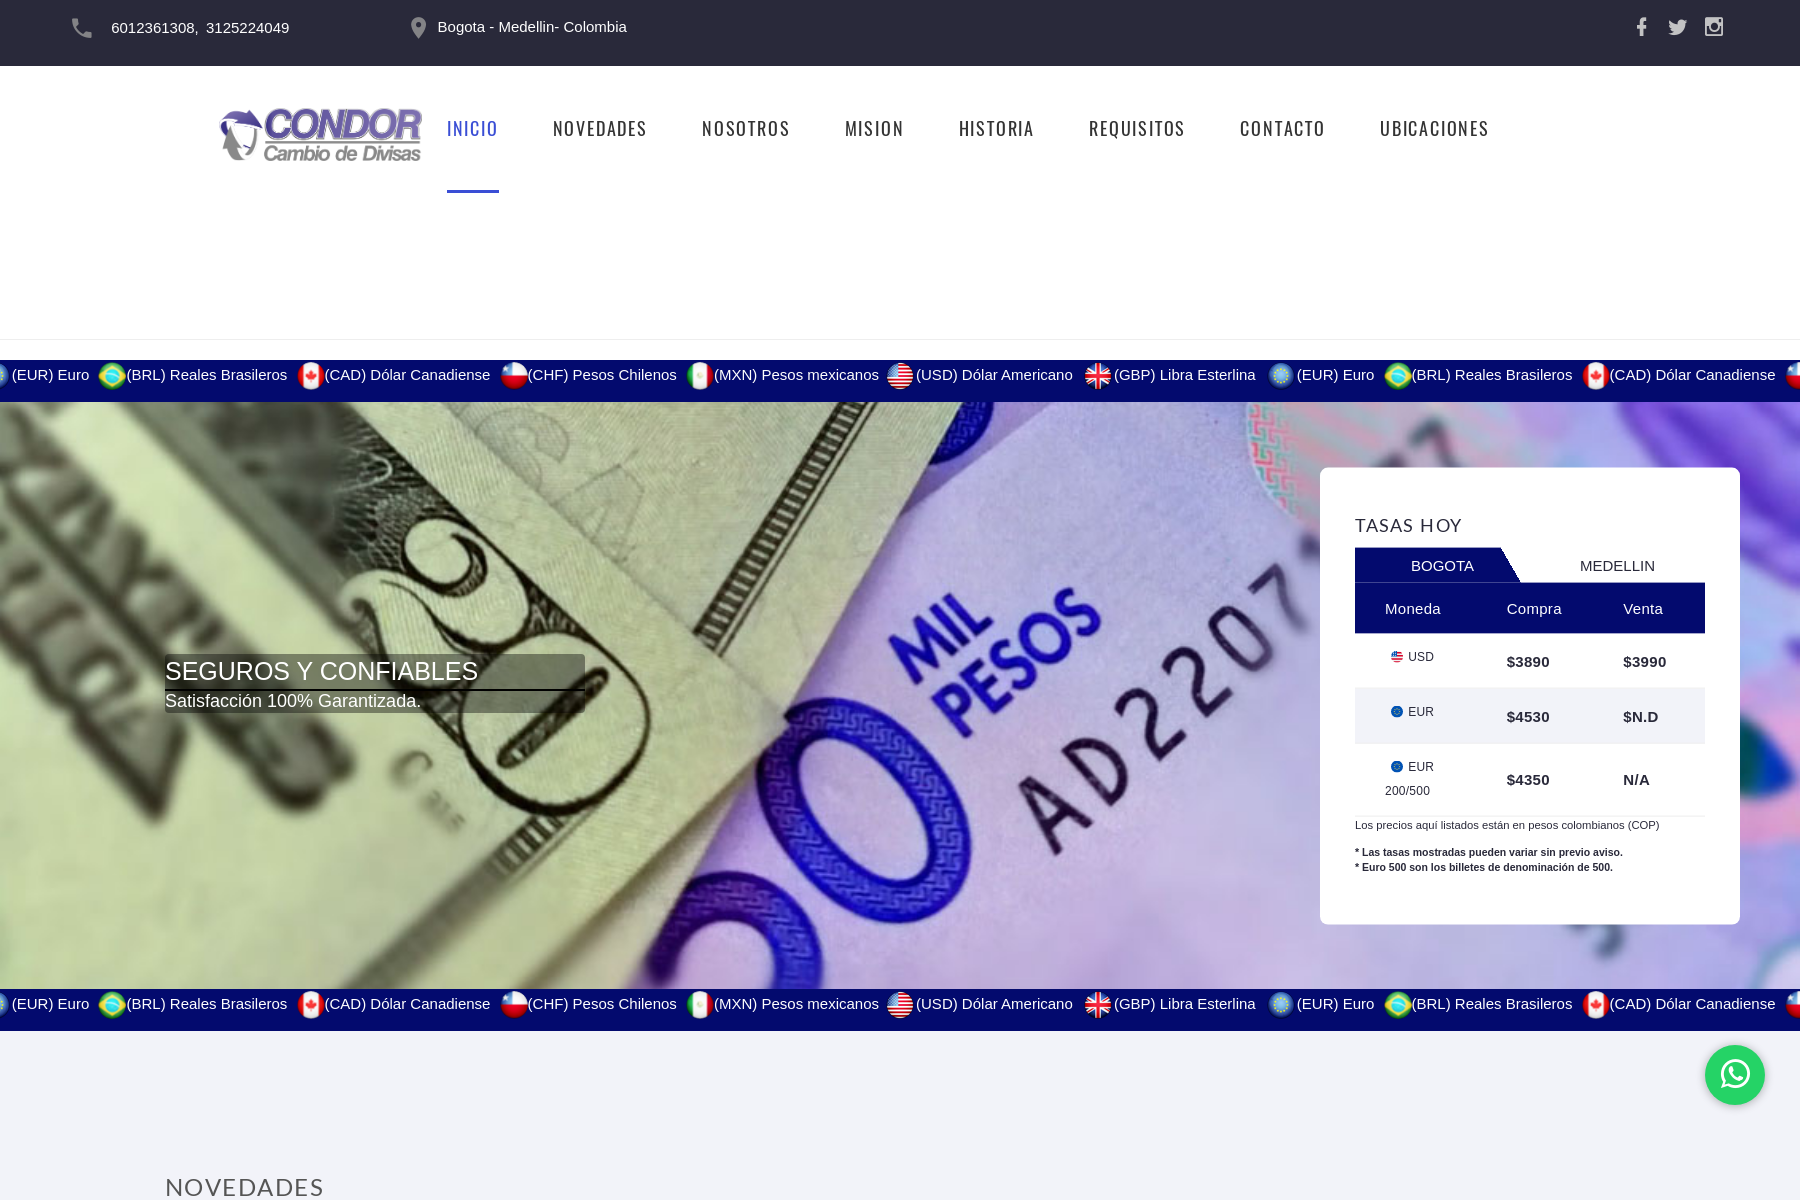 6012361308, 3125224049
Bogota - Medellin- Colombia
CONDOR
Cambio de Divisas
INICIO
NOVEDADES
NOSOTROS
MISION
HISTORIA
REQUISITOS
CONTACTO
UBICACIONES
(EUR) Euro (BRL) Reales Brasileros (CAD) Dólar Canadiense (CHF) Pesos Chilenos (MXN) Pesos mexicanos (USD) Dólar Americano (GBP) Libra Esterlina (EUR) Euro (BRL) Reales Brasileros (CAD) Dólar Canadiense
20
MIL
PESOS
AD2207
SEGUROS Y CONFIABLES
Satisfacción 100% Garantizada.
TASAS HOY
BOGOTA MEDELLIN
Moneda Compra Venta
USD $3890 $3990
EUR $4530 $N.D
EUR
200/500 $4350 N/A
Los precios aquí listados están en pesos colombianos (COP)
* Las tasas mostradas pueden variar sin previo aviso.
* Euro 500 son los billetes de denominación de 500.
(EUR) Euro (BRL) Reales Brasileros (CAD) Dólar Canadiense (CHF) Pesos Chilenos (MXN) Pesos mexicanos (USD) Dólar Americano (GBP) Libra Esterlina (EUR) Euro (BRL) Reales Brasileros (CAD) Dólar Canadiense
NOVEDADES